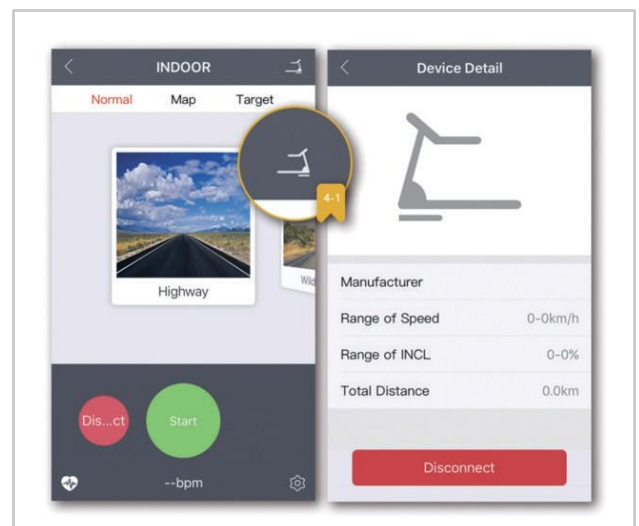 INDOOR
Normal Map Target
4-1
Highway
Wild
Dis...ct
Start
--bpm
Device Detail
Manufacturer
Range of Speed 0-0km/h
Range of INCL 0-0%
Total Distance 0.0km
Disconnect